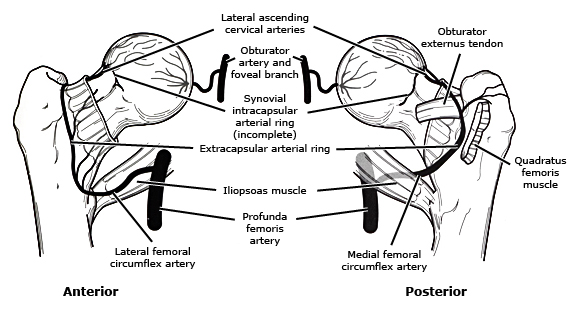 Lateral ascending
cervical arteries
Obturator
externus tendon
Obturator
artery and
foveal branch
Synovial
intracapsular
arterial ring
(incomplete)
Extracapsular arterial ring
Quadratus
femoris
muscle
Iliopsoas muscle
Profunda
femoris
artery
Lateral femoral
circumflex artery
Medial femoral
circumflex artery
Anterior
Posterior